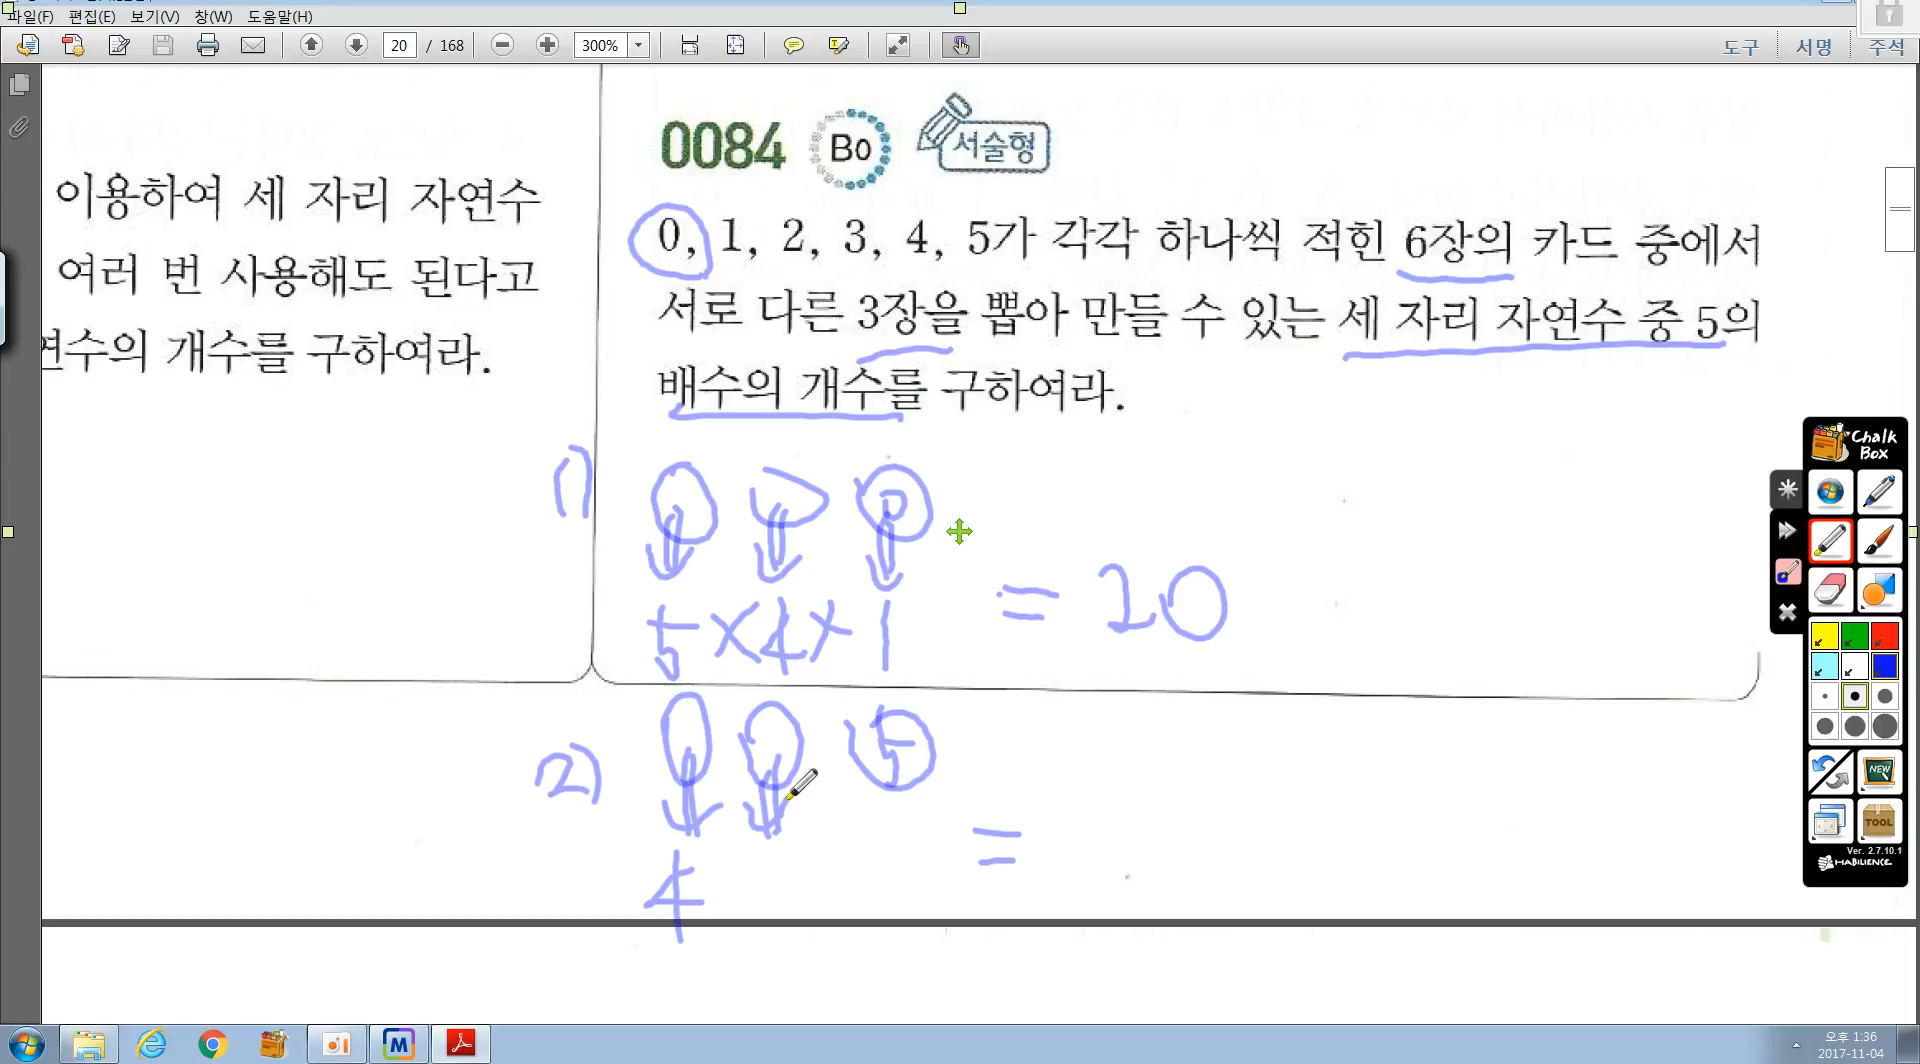 파일(F) 편집(E) 보기(V) 창(W) 도움말(H)
20 / 168 300% 도구 서명 주석
이용하여 세 자리 자연수
여러 번 사용해도 된다고
연수의 개수를 구하여라.
0084 B0 서술형
0, 1, 2, 3, 4, 5가 각각 하나씩 적힌 6장의 카드 중에서
서로 다른 3장을 뽑아 만들 수 있는 세 자리 자연수 중 5의
배수의 개수를 구하여라.
1) 0
5×4×1 = 20
2) 5
4 =
Chalk Box
NEW
TOOL
Ver. 2.7.10.1
HABILIENCE
오후 1:36
2017-11-04